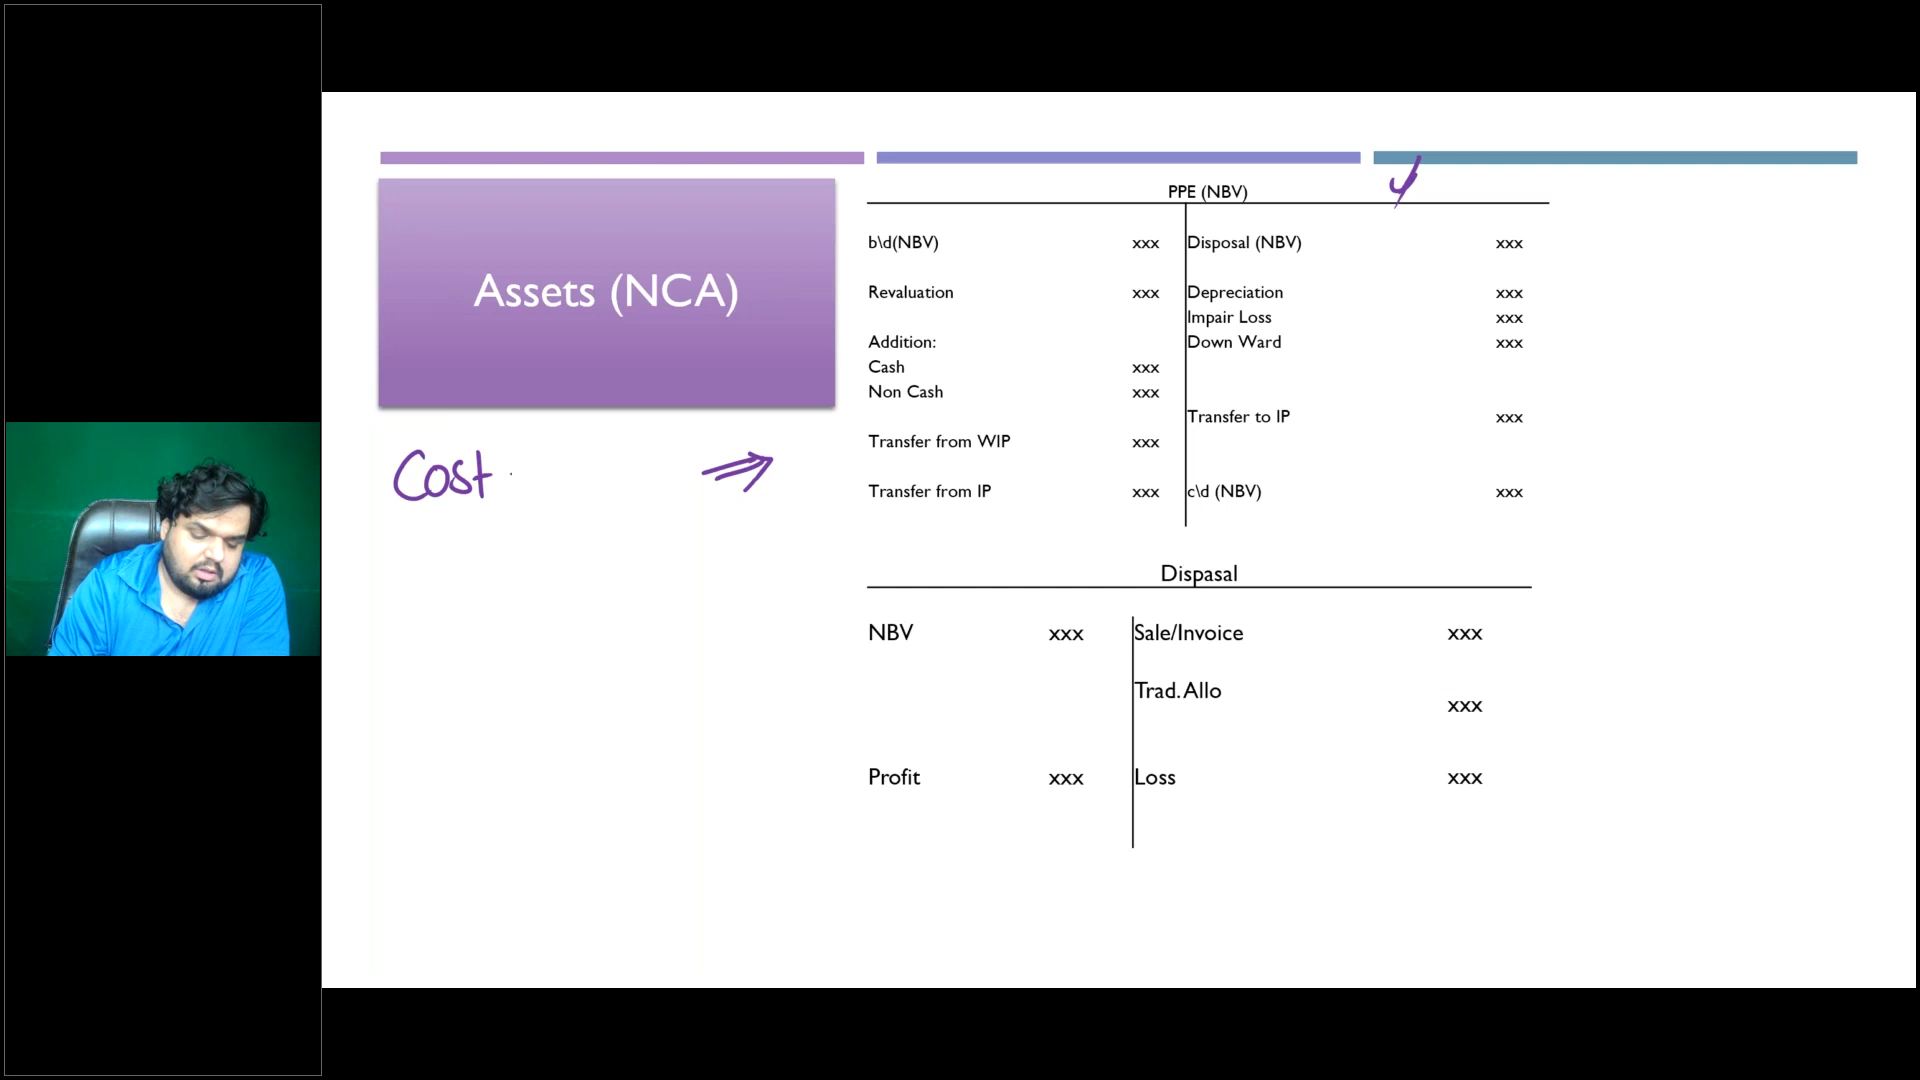 Assets (NCA)
Cost
PPE (NBV)
b\d(NBV) xxx Disposal (NBV) xxx
Revaluation xxx Depreciation xxx
Impair Loss xxx
Addition: Down Ward xxx
Cash xxx
Non Cash xxx
Transfer to IP xxx
Transfer from WIP xxx
Transfer from IP xxx c\d (NBV) xxx
Dispasal
NBV xxx Sale/Invoice xxx
Trad. Allo xxx
Profit xxx Loss xxx